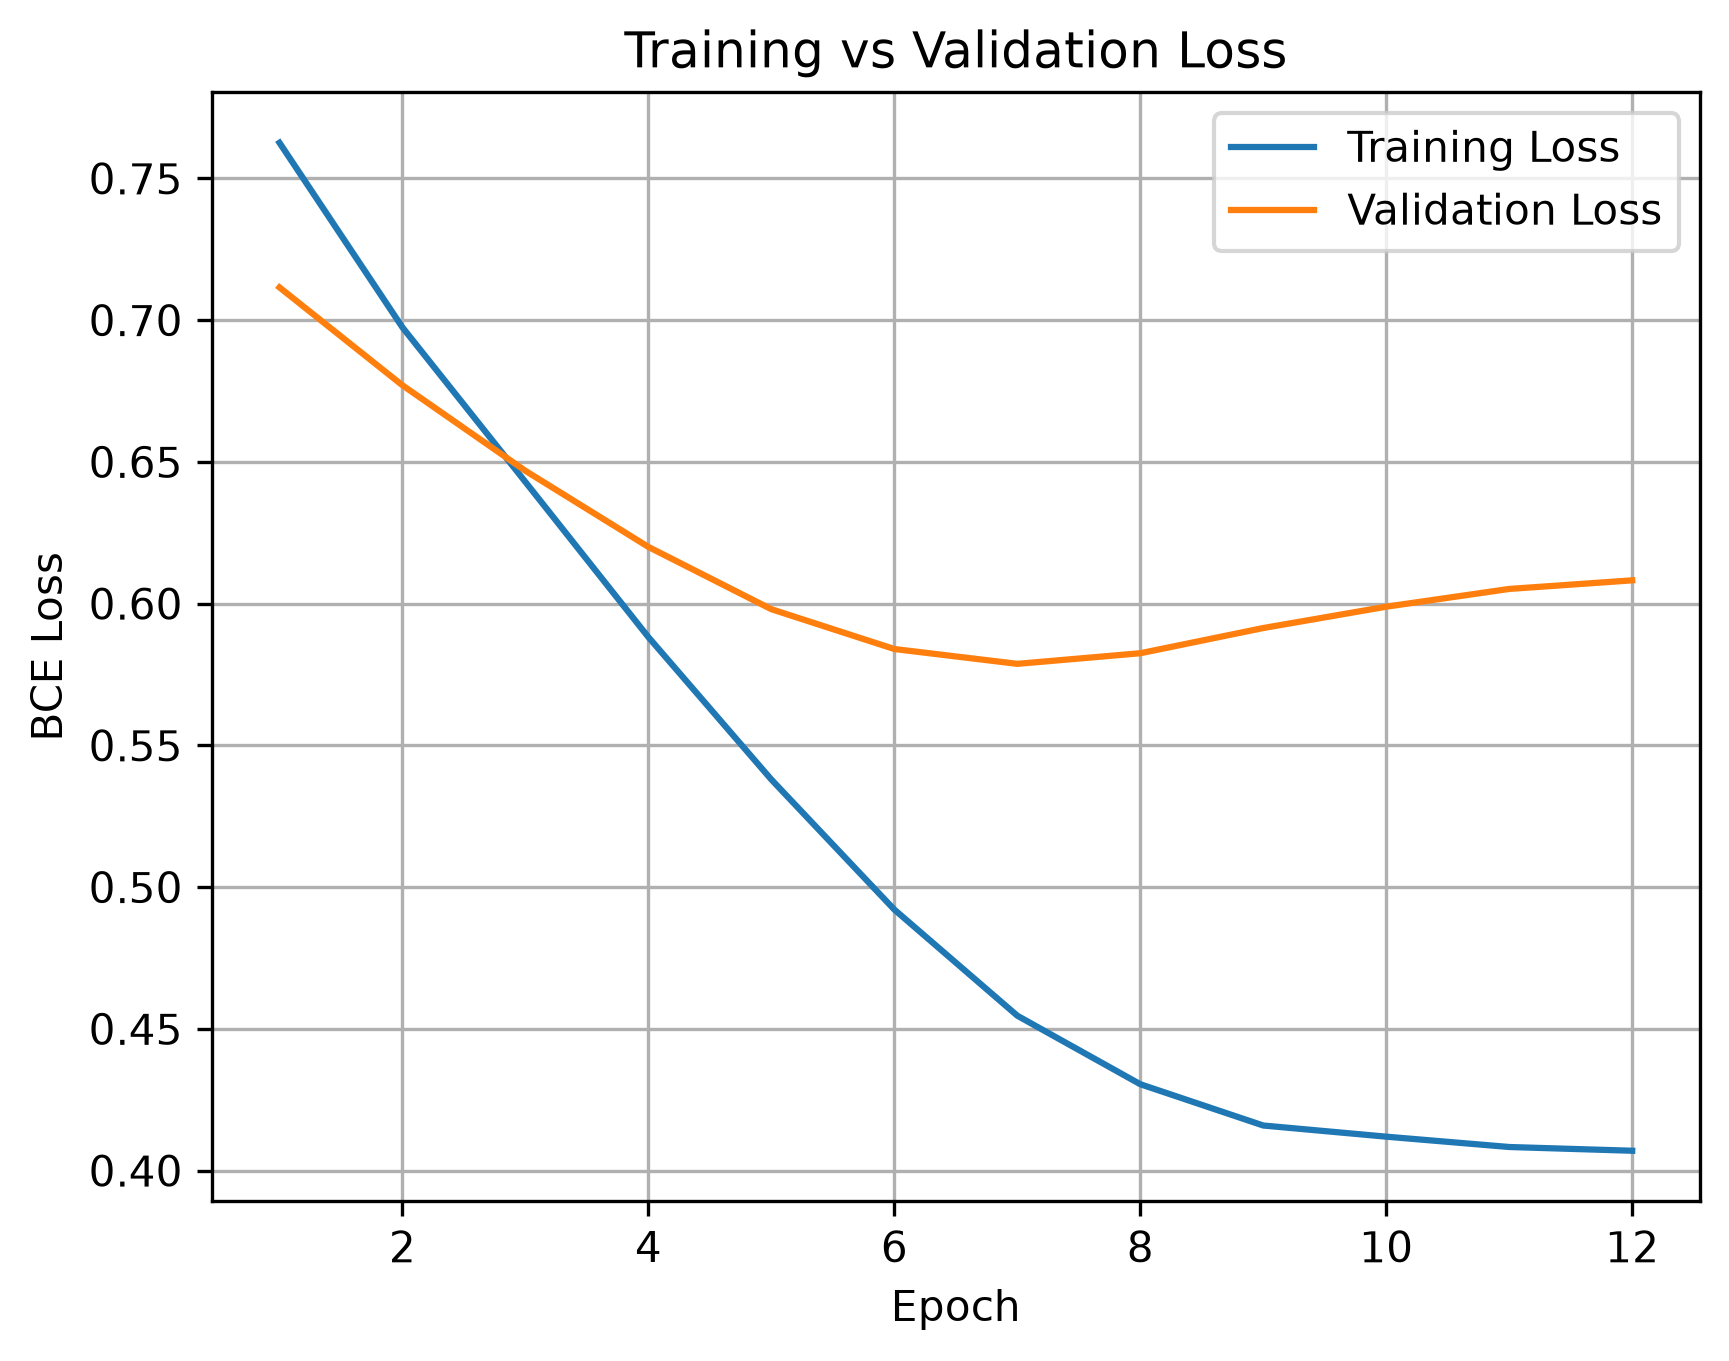 Training vs Validation Loss
Training Loss
Validation Loss
0.75
0.70
0.65
0.60
0.55
0.50
0.45
0.40
BCE Loss
2 4 6 8 10 12
Epoch